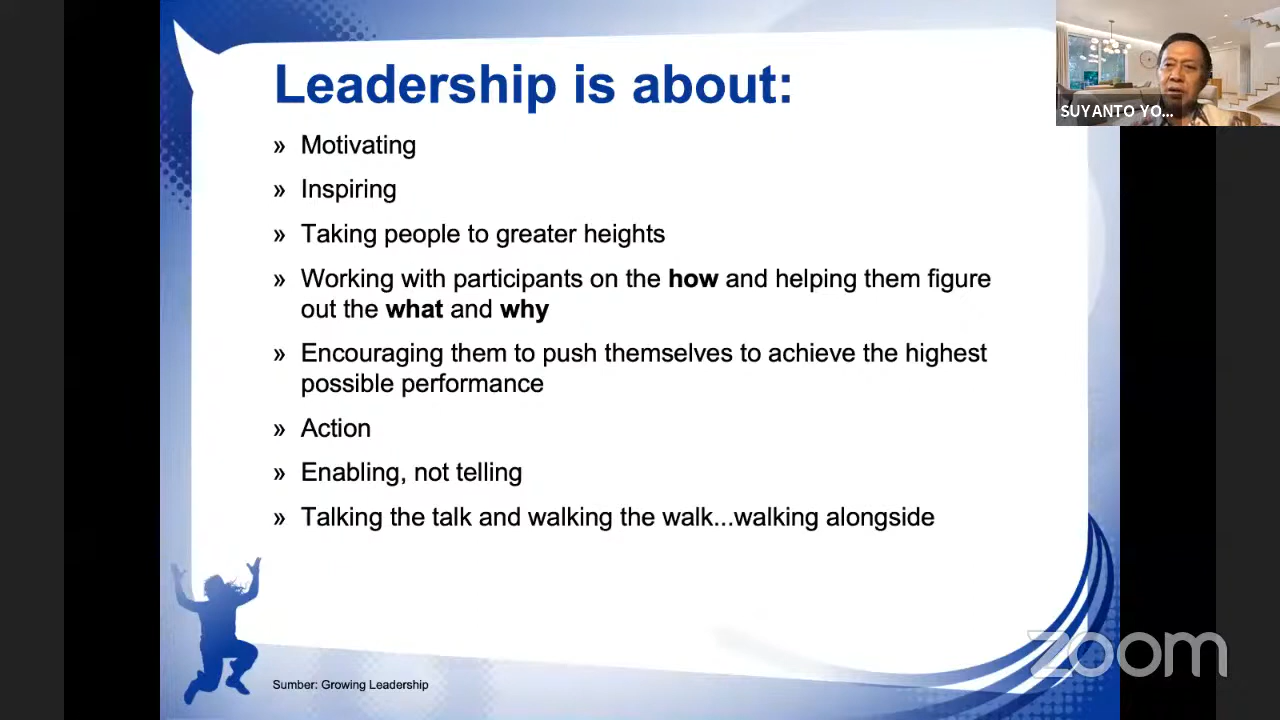 Leadership is about:
SUYANTO YO...
» Motivating
» Inspiring
» Taking people to greater heights
» Working with participants on the how and helping them figure
out the what and why
» Encouraging them to push themselves to achieve the highest
possible performance
» Action
» Enabling, not telling
» Talking the talk and walking the walk...walking alongside
zoom
Sumber: Growing Leadership